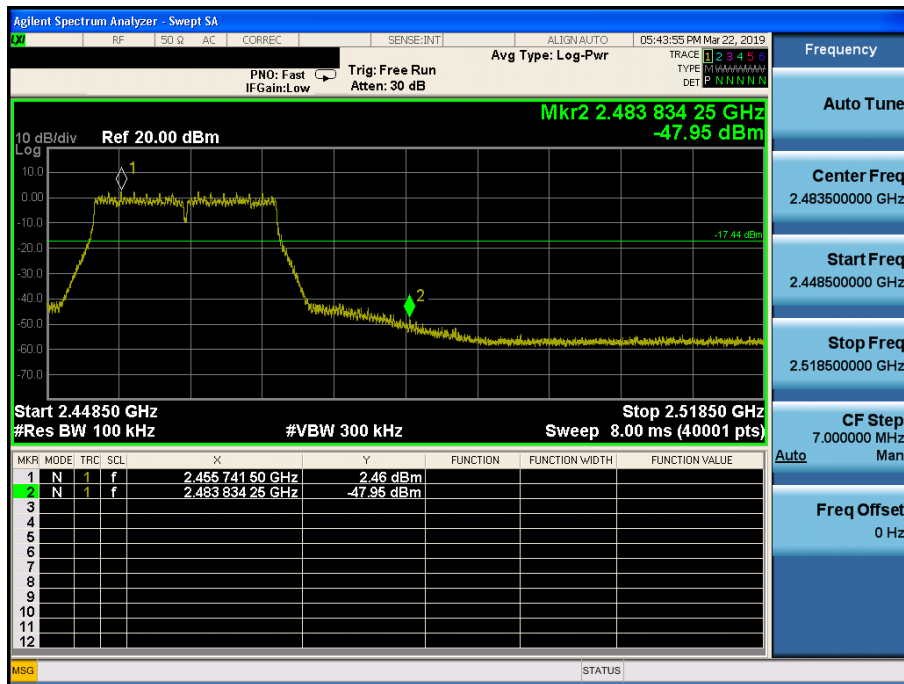 Agilent Spectrum Analyzer - Swept SA
LXI RF 50 Ω AC CORREC SENSE:INT ALIGN AUTO 05:43:55 PM Mar 22, 2019
Frequency
PNO: Fast Trig: Free Run Avg Type: Log-Pwr TRACE 1 2 3 4 5 6
IFGain:Low Atten: 30 dB TYPE MWWWWW
DET P N N N N N
Auto Tune
Mkr2 2.483 834 25 GHz
10 dB/div Ref 20.00 dBm -47.95 dBm
Log
10.0
0.00
-10.0
-20.0
-30.0
-40.0
-50.0
-60.0
-70.0
1
-17.44 dBm
2
Start 2.44850 GHz Stop 2.51850 GHz
#Res BW 100 kHz #VBW 300 kHz Sweep 8.00 ms (40001 pts)
MKR MODE TRC SCL X Y FUNCTION FUNCTION WIDTH FUNCTION VALUE
1 N 1 f 2.455 741 50 GHz 2.46 dBm
2 N 1 f 2.483 834 25 GHz -47.95 dBm
3
4
5
6
7
8
9
10
11
12
Center Freq
2.483500000 GHz
Start Freq
2.448500000 GHz
Stop Freq
2.518500000 GHz
CF Step
7.000000 MHz
Auto Man
Freq Offset
0 Hz
MSG STATUS